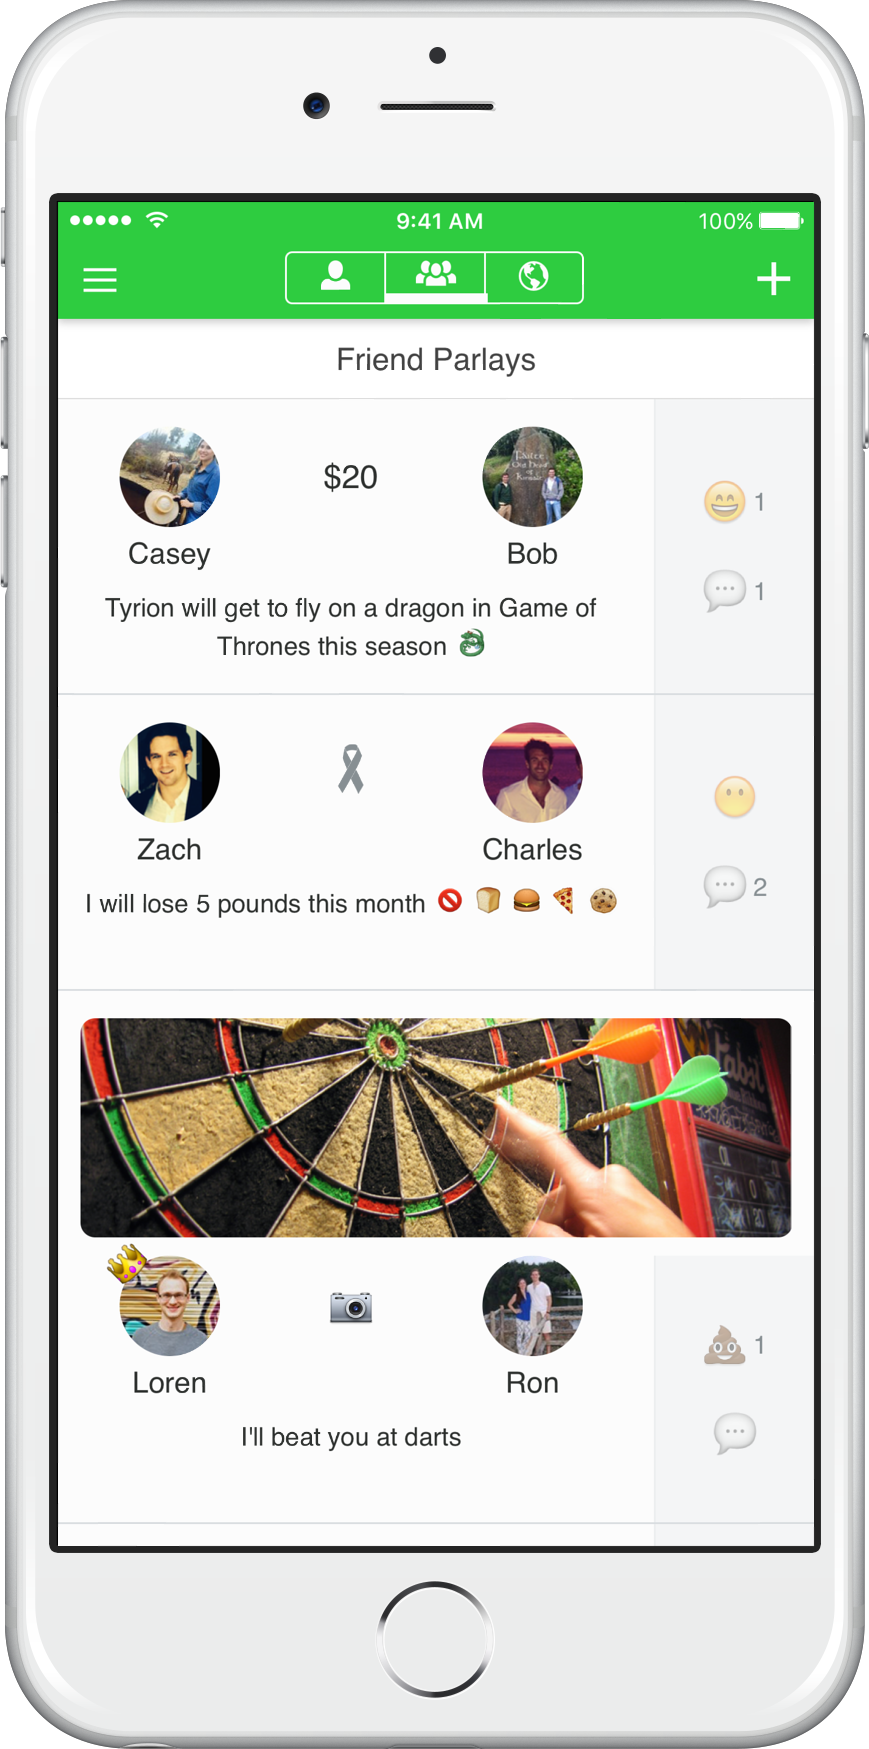 9:41 AM
100%
Friend Parlays
$20
Casey
Bob
1
1
Tyrion will get to fly on a dragon in Game of
Thrones this season
Zach
Charles
I will lose 5 pounds this month
2
Loren
Ron
1
I'll beat you at darts